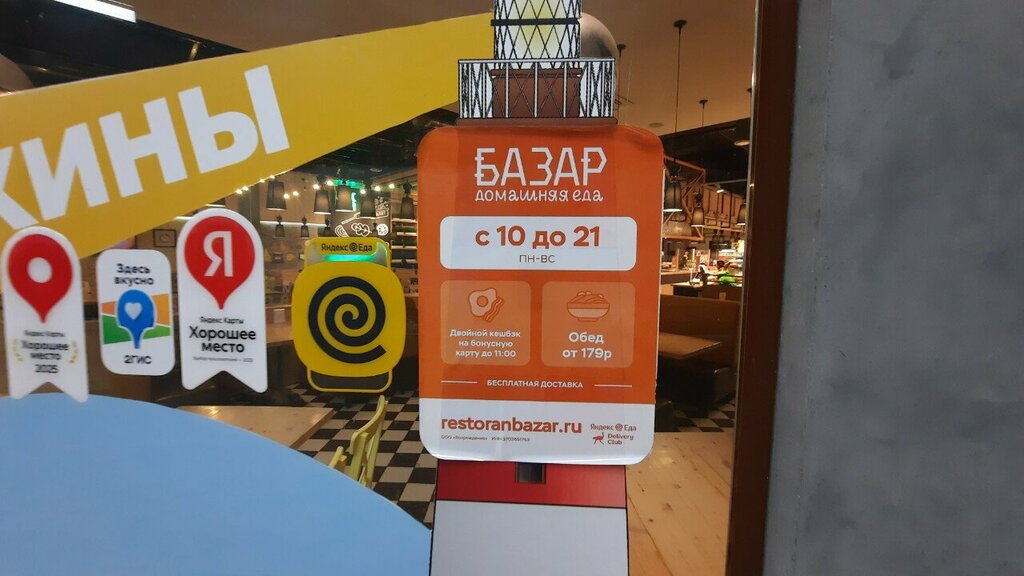 КИНЫ
БАЗАР
домашняя еда
с 10 до 21
ПН-ВС
Двойной кешбэк
на бонусную
карту до 11:00
Обед
от 179р
БЕСПЛАТНАЯ ДОСТАВКА
restoranbazar.ru
Яндекс Еда
Delivery
Club
Яндекс Карты
Хорошее
место
2025
Здесь
вкусно
2ГИС
Я
Яндекс Карты
Хорошее
место
Яндекс Еда